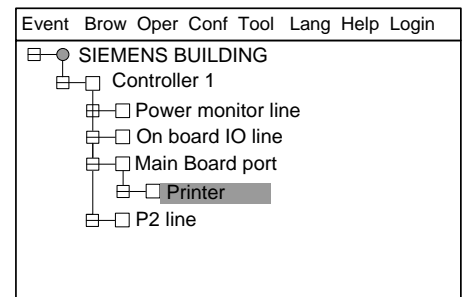 Event Brow Oper Conf Tool Lang Help Login
SIEMENS BUILDING
Controller 1
Power monitor line
On board IO line
Main Board port
Printer
P2 line